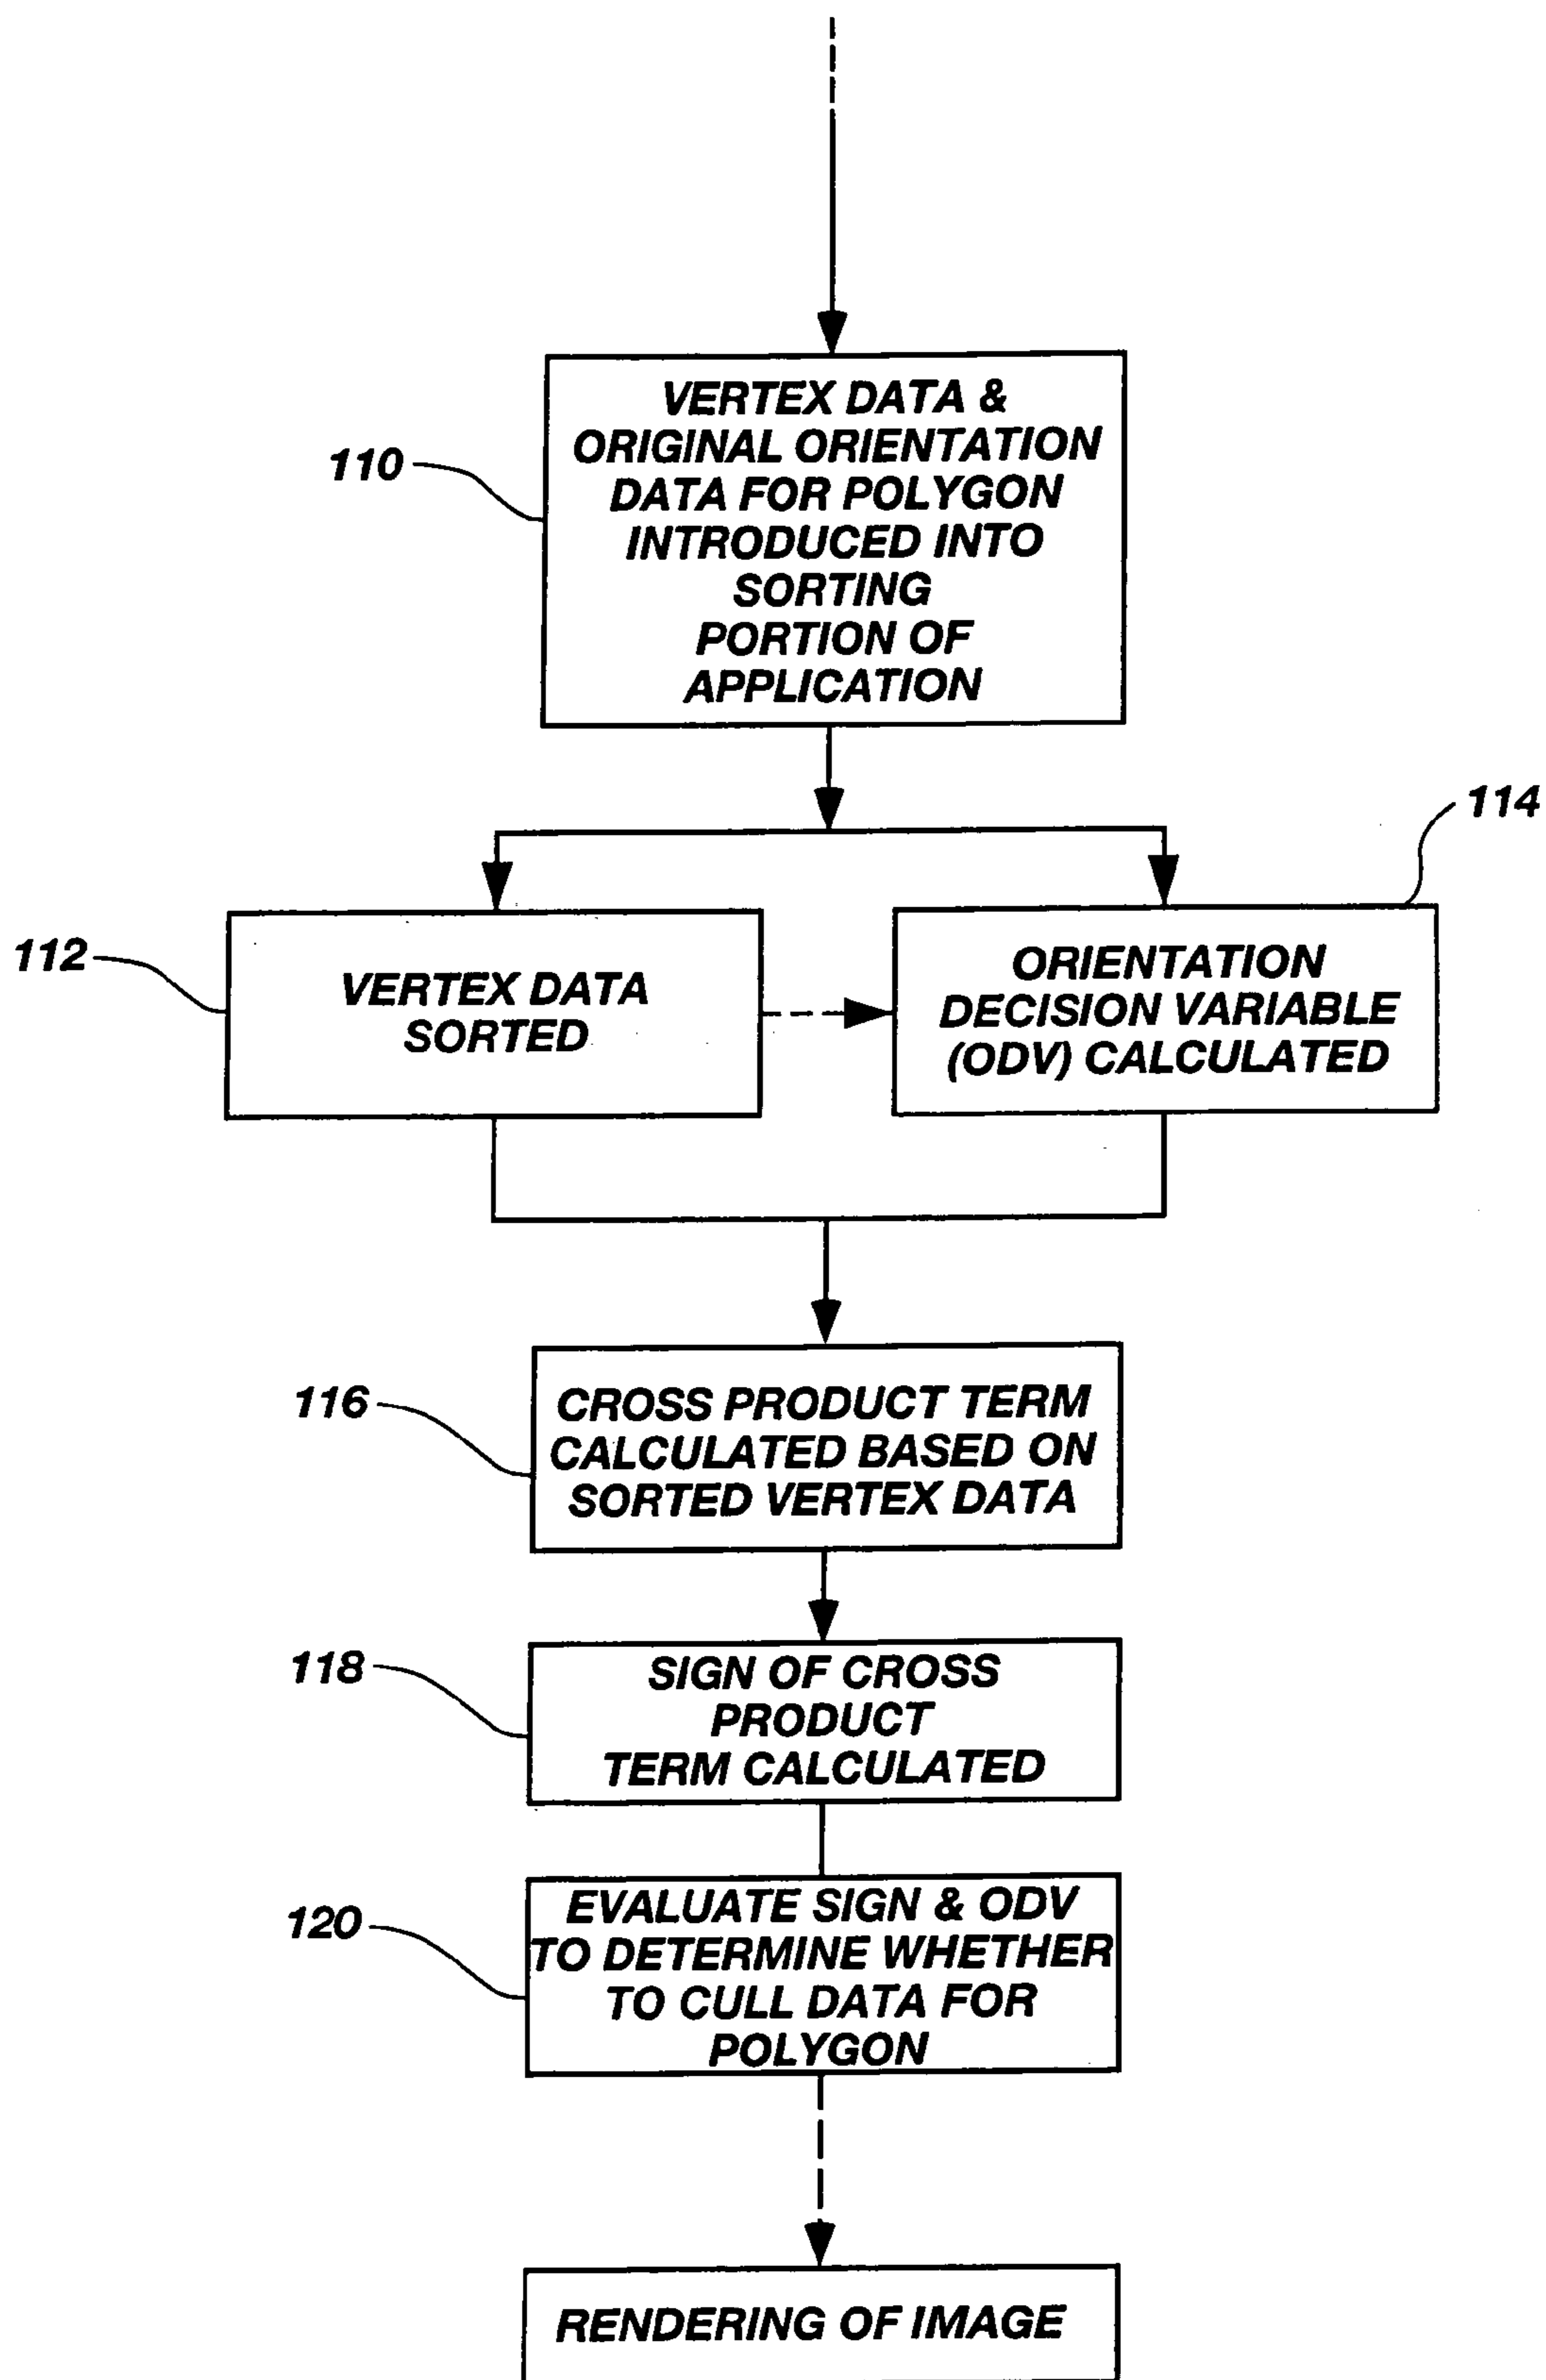 VERTEX DATA &
ORIGINAL ORIENTATION
DATA FOR POLYGON
INTRODUCED INTO
SORTING
PORTION OF
APPLICATION
110
114
112
VERTEX DATA
SORTED
ORIENTATION
DECISION VARIABLE
(ODV) CALCULATED
116
CROSS PRODUCT TERM
CALCULATED BASED ON
SORTED VERTEX DATA
118
SIGN OF CROSS
PRODUCT
TERM CALCULATED
120
EVALUATE SIGN & ODV
TO DETERMINE WHETHER
TO CULL DATA FOR
POLYGON
RENDERING OF IMAGE